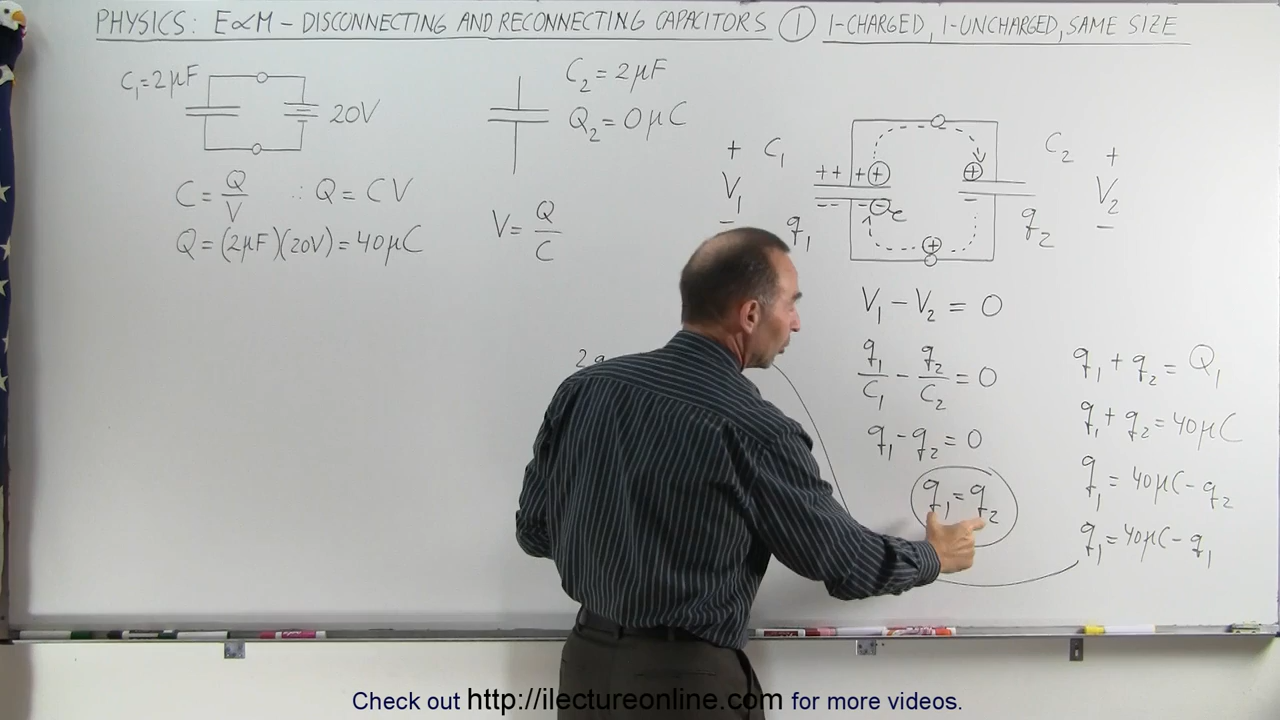 PHYSICS: E∝M – DISCONNECTING AND RECONNECTING CAPACITORS ① 1-CHARGED, 1-UNCHARGED, SAME SIZE
C₁=2μF
20V
C = Q/V ∴ Q = CV
Q = (2μF)(20V) = 40μC
C₂ = 2μF
Q₂ = 0μC
V = Q/C
+ C₁
V₁
–
q₁
++ + ⊕
-- ⊖ e
⊕
–
⊕
C₂ +
V₂
–
q₂
V₁ – V₂ = 0
q₁/C₁ – q₂/C₂ = 0
q₁ – q₂ = 0
q₁ = q₂
q₁ + q₂ = Q₁
q₁ + q₂ = 40μC
q₁ = 40μC – q₂
q₁ = 40μC – q₁
Check out http://ilectureonline.com for more videos.